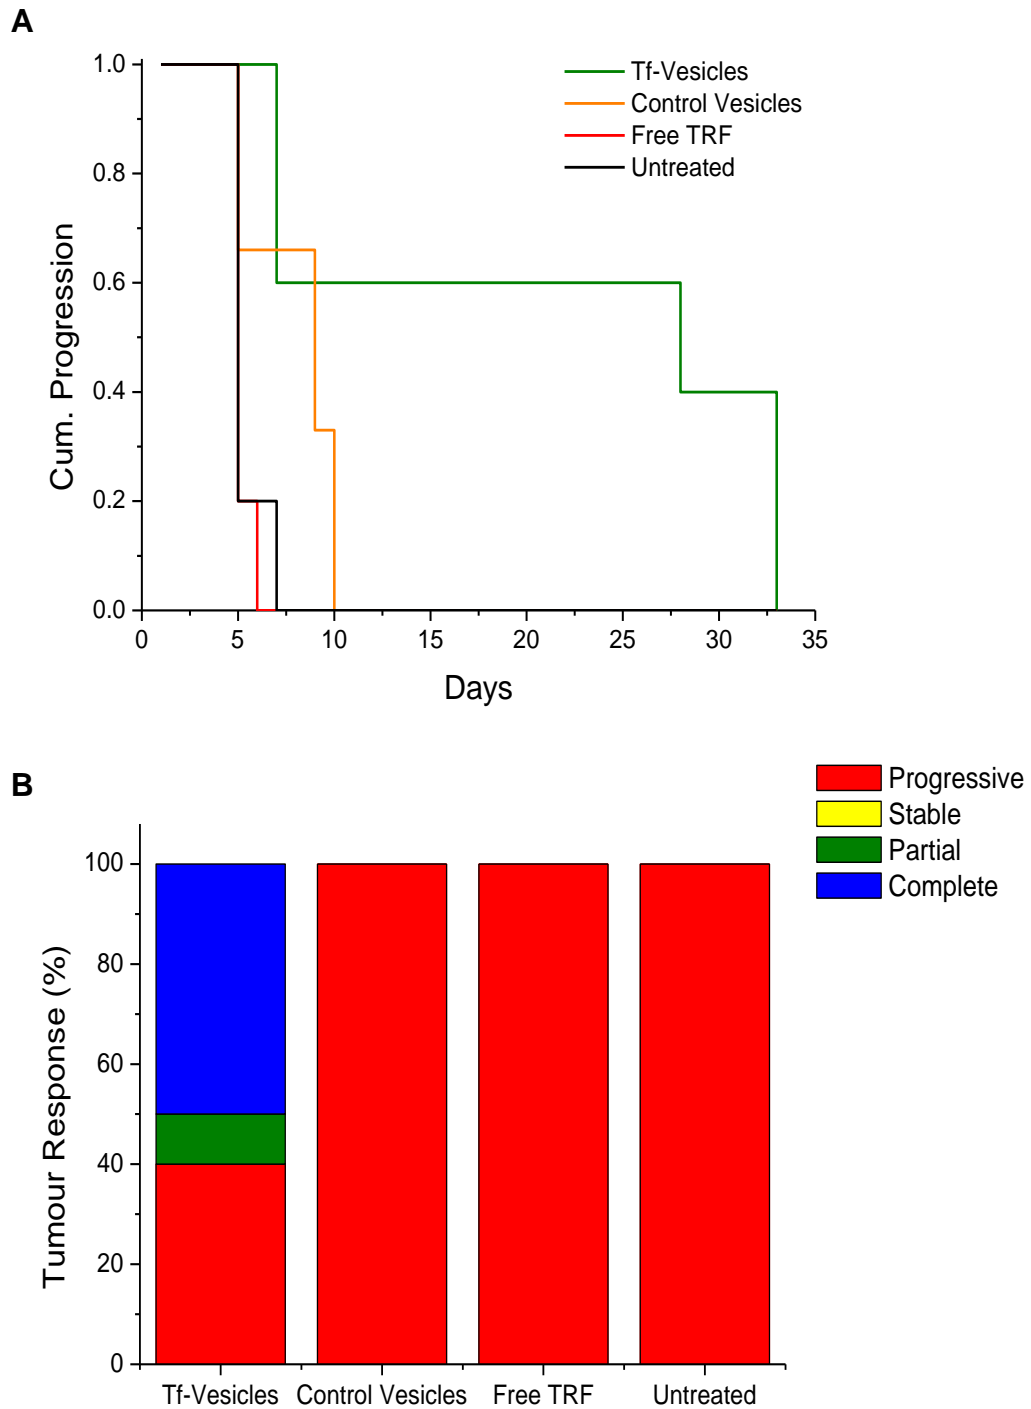 A
1.0
0.8
0.6
0.4
0.2
0.0
Cum. Progression
Tf-Vesicles
Control Vesicles
Free TRF
Untreated
0 5 10 15 20 25 30 35
Days
B
Progressive
Stable
Partial
Complete
100
80
60
40
20
0
Tumour Response (%)
Tf-Vesicles Control Vesicles Free TRF Untreated